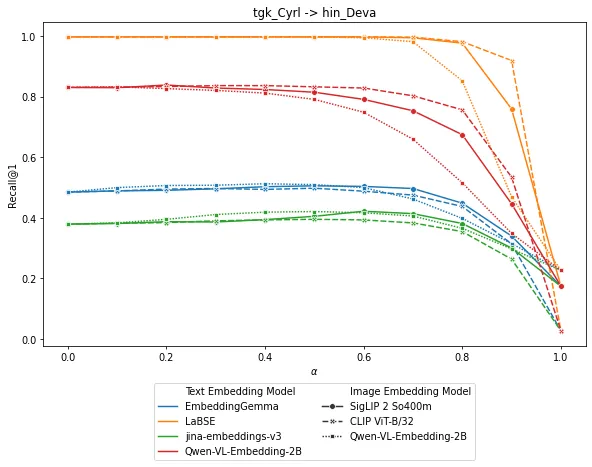 tgk_Cyrl -> hin_Deva
Recall@1
1.0
0.8
0.6
0.4
0.2
0.0
0.0 0.2 0.4 0.6 0.8 1.0
α
Text Embedding Model
EmbeddingGemma
LaBSE
jina-embeddings-v3
Qwen-VL-Embedding-2B
Image Embedding Model
SigLIP 2 So400m
CLIP ViT-B/32
Qwen-VL-Embedding-2B